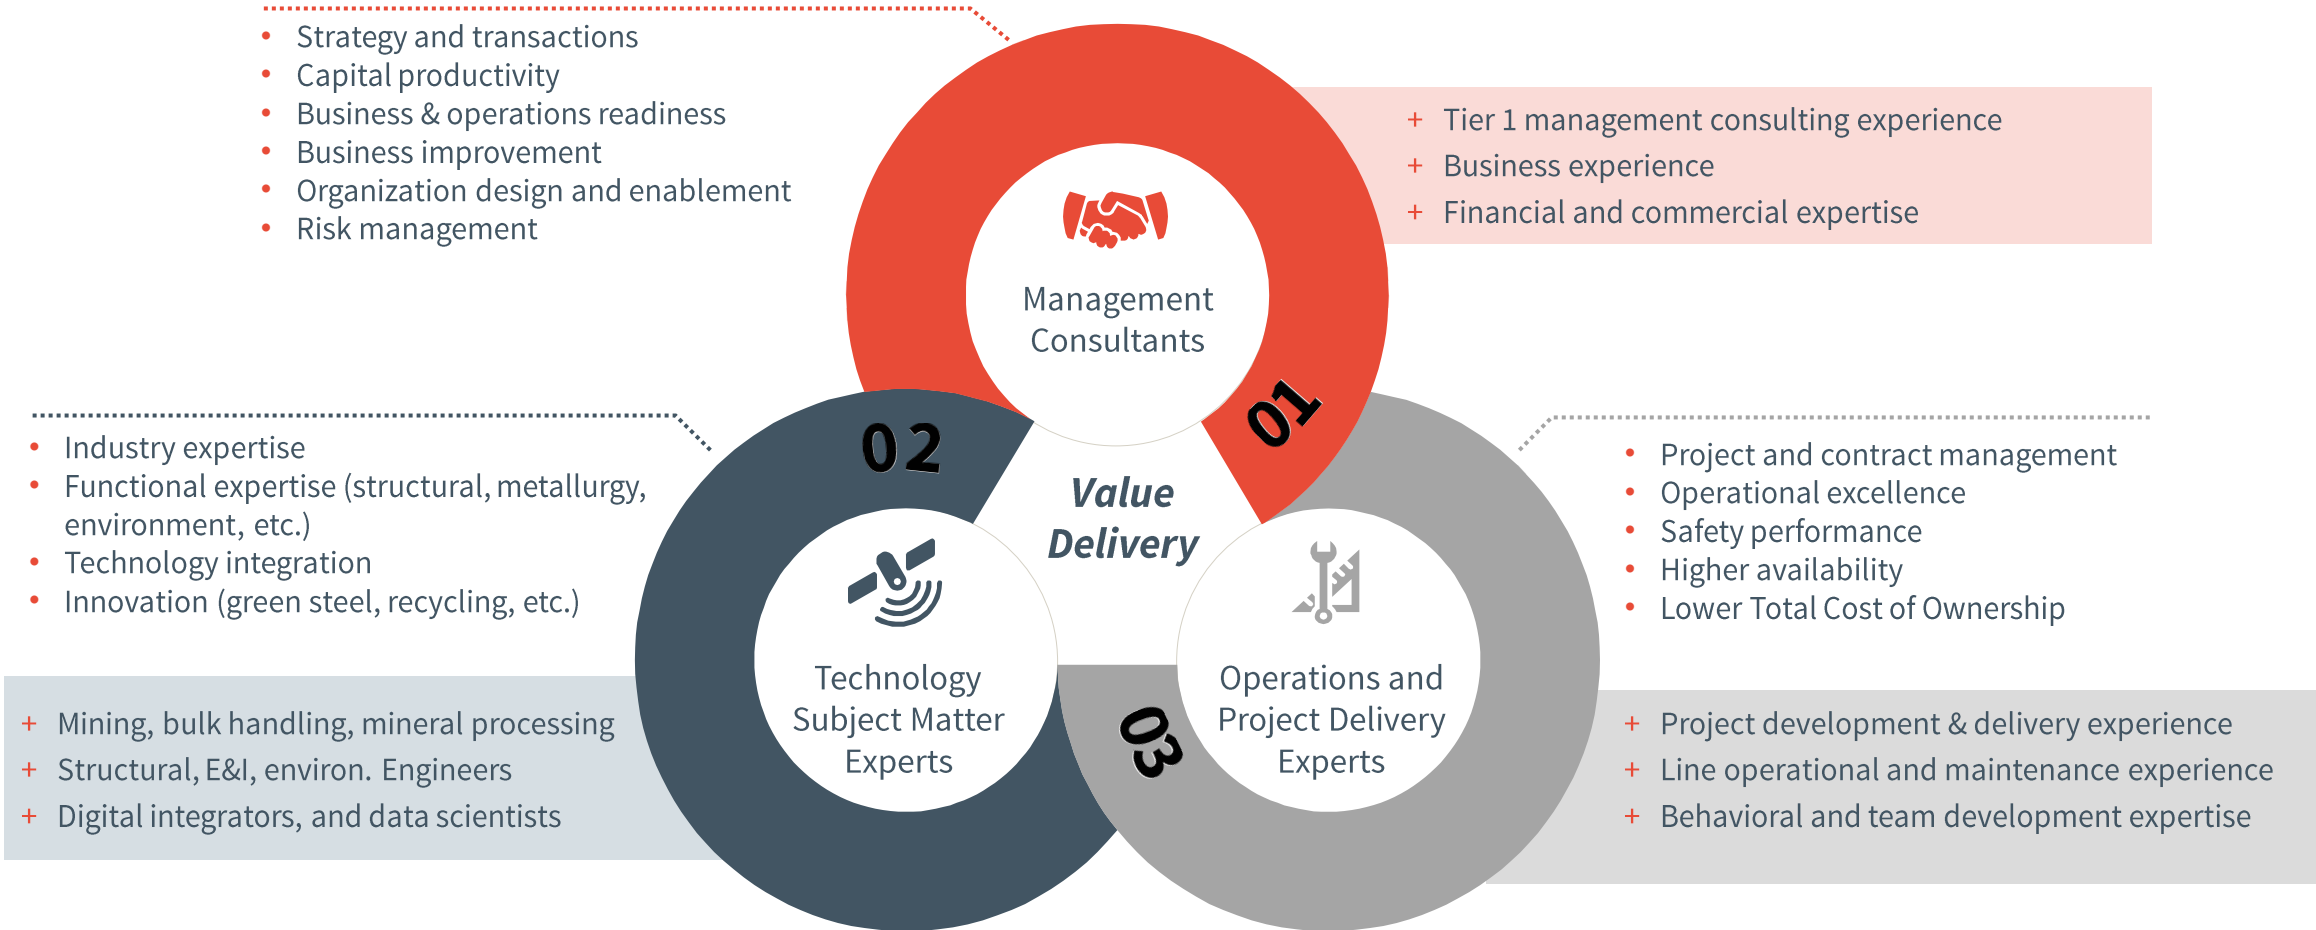 • Strategy and transactions
• Capital productivity
• Business & operations readiness
• Business improvement
• Organization design and enablement
• Risk management
+ Tier 1 management consulting experience
+ Business experience
+ Financial and commercial expertise
Management
Consultants
01
02
Value
Delivery
• Industry expertise
• Functional expertise (structural, metallurgy,
environment, etc.)
• Technology integration
• Innovation (green steel, recycling, etc.)
• Project and contract management
• Operational excellence
• Safety performance
• Higher availability
• Lower Total Cost of Ownership
Technology
Subject Matter
Experts
03
Operations and
Project Delivery
Experts
+ Mining, bulk handling, mineral processing
+ Structural, E&I, environ. Engineers
+ Digital integrators, and data scientists
+ Project development & delivery experience
+ Line operational and maintenance experience
+ Behavioral and team development expertise